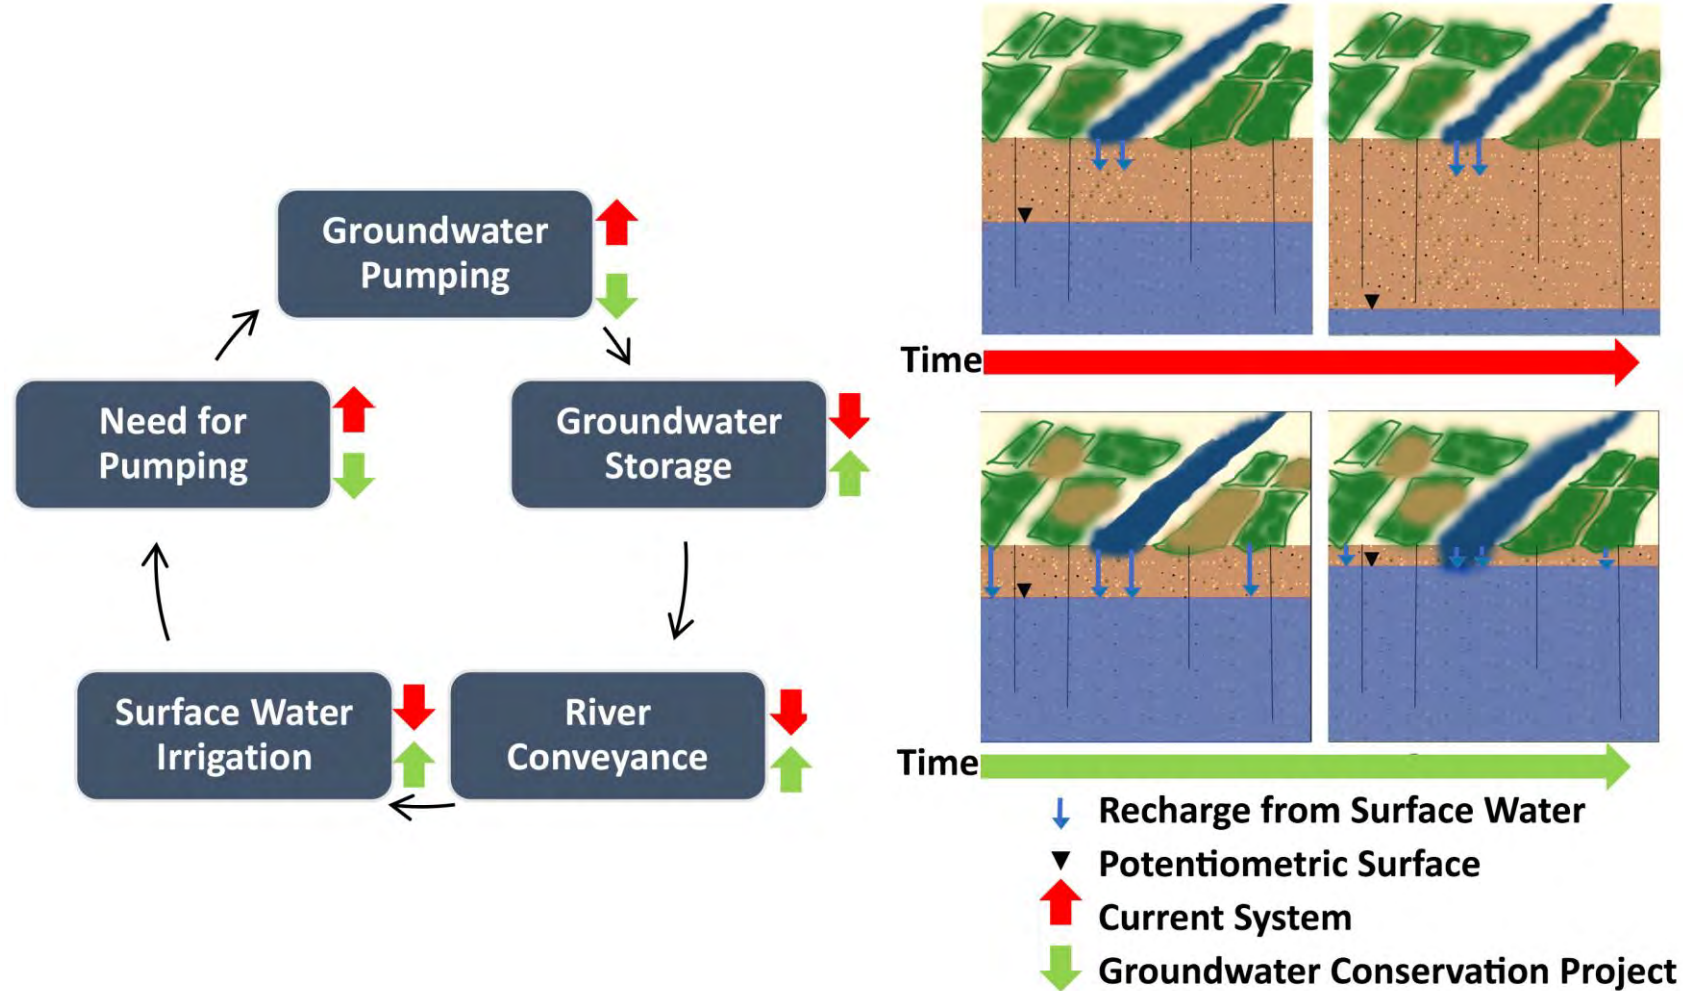 Groundwater
Pumping
Need for
Pumping
Groundwater
Storage
Surface Water
Irrigation
River
Conveyance
Time
Time
Recharge from Surface Water
Potentiometric Surface
Current System
Groundwater Conservation Project